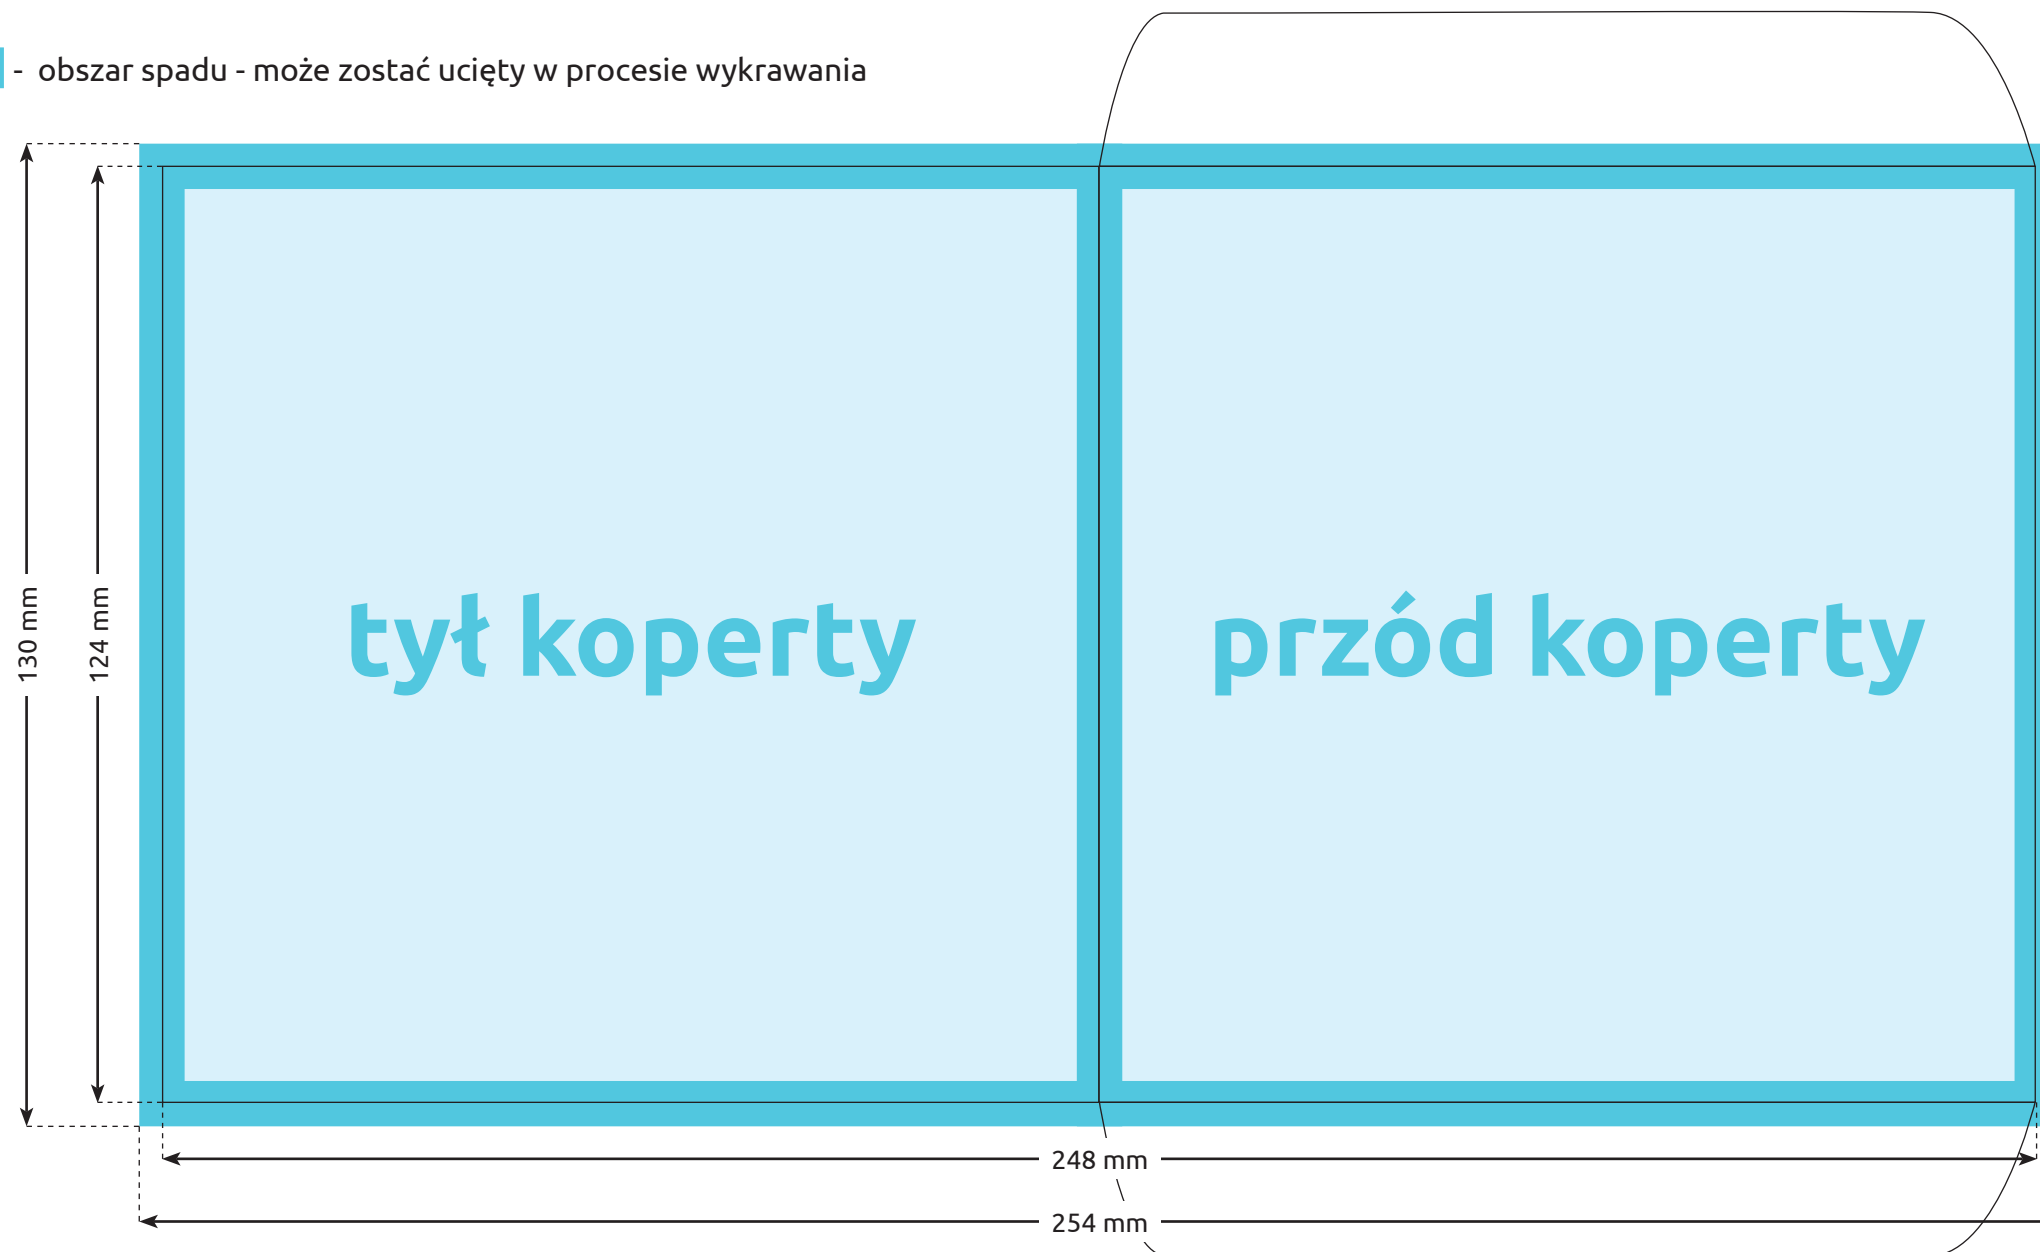 - obszar spadu - może zostać ucięty w procesie wykrawania
130 mm
124 mm
tył koperty
przód koperty
248 mm
254 mm